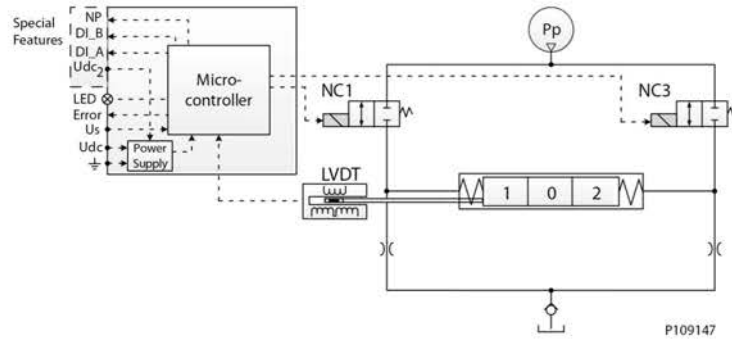 Special
Features
NP
DI_B
DI_A
Udc2
LED
Error
Us
Udc
Micro-
controller
Power
Supply
LVDT
NC1
Pp
NC3
1 0 2
P109147